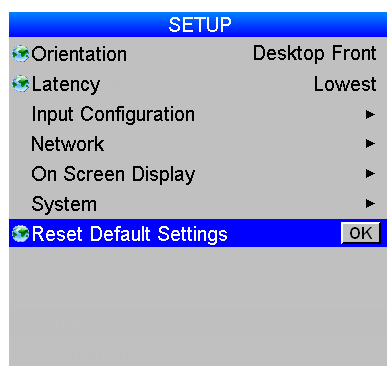 SETUP
Orientation Desktop Front
Latency Lowest
Input Configuration ►
Network ►
On Screen Display ►
System ►
Reset Default Settings OK